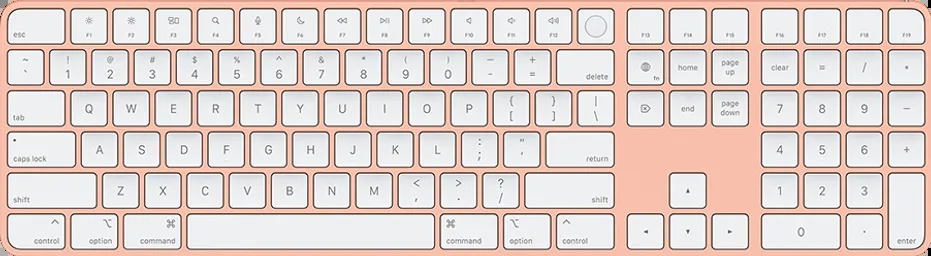 esc F1 F2 F3 F4 F5 F6 F7 F8 F9 F10 F11 F12 F13 F14 F15 F16 F17 F18 F19
~ ! @ # $ % ^ & * ( ) _ +
` 1 2 3 4 5 6 7 8 9 0 - = delete fn home page up clear = / *
tab Q W E R T Y U I O P { [ } ] | \ end page down 7 8 9 −
caps lock A S D F G H J K L : ; " ' return 4 5 6 +
shift Z X C V B N M < , > . ? / shift 1 2 3
control option command command option control 0 . enter